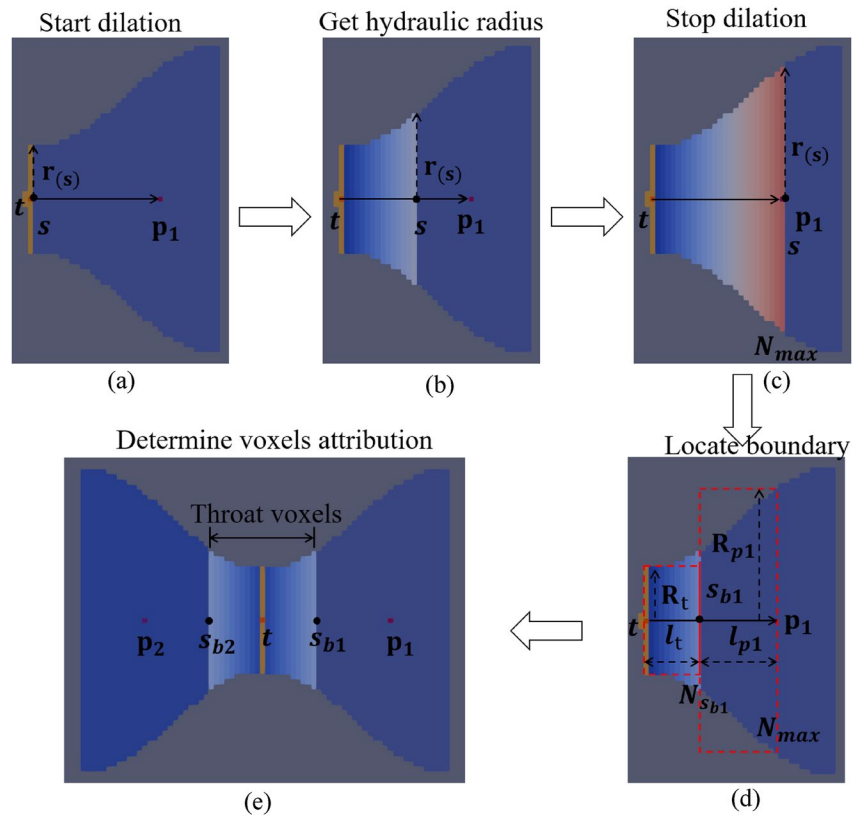 Start dilation
Get hydraulic radius
Stop dilation
r(s)
t
s
p1
r(s)
t
s
p1
r(s)
t
p1
s
Nmax
(a)
(b)
(c)
Determine voxels attribution
Locate boundary
Throat voxels
p2
sb2
t
sb1
p1
Rp1
Rt
sb1
t
lt
lp1
p1
Nsb1
Nmax
(e)
(d)